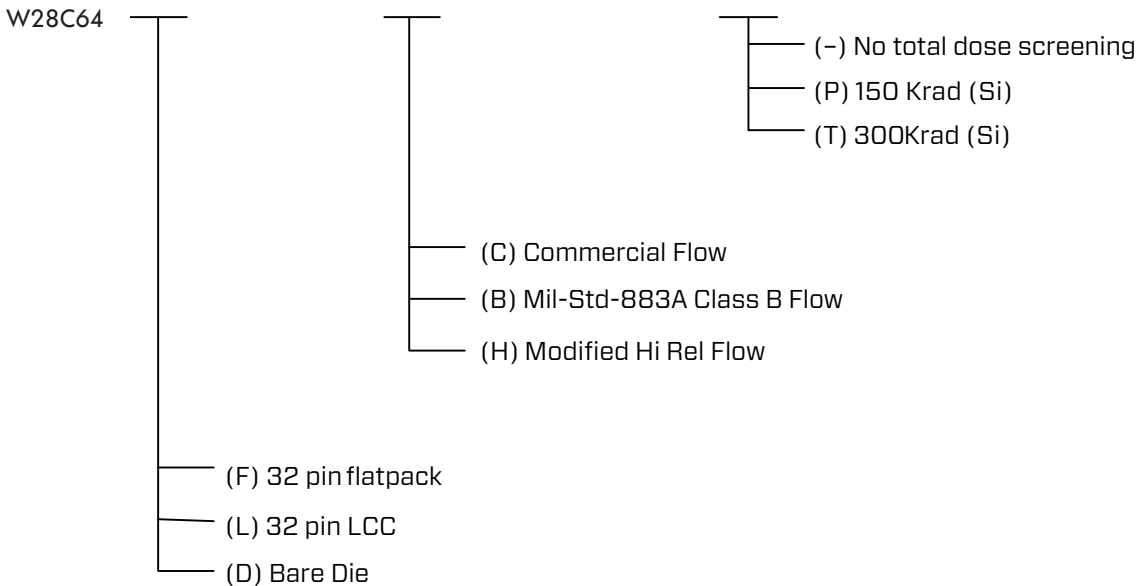 W28C64
(–) No total dose screening
(P) 150 Krad (Si)
(T) 300Krad (Si)
(C) Commercial Flow
(B) Mil-Std-883A Class B Flow
(H) Modified Hi Rel Flow
(F) 32 pin flatpack
(L) 32 pin LCC
(D) Bare Die